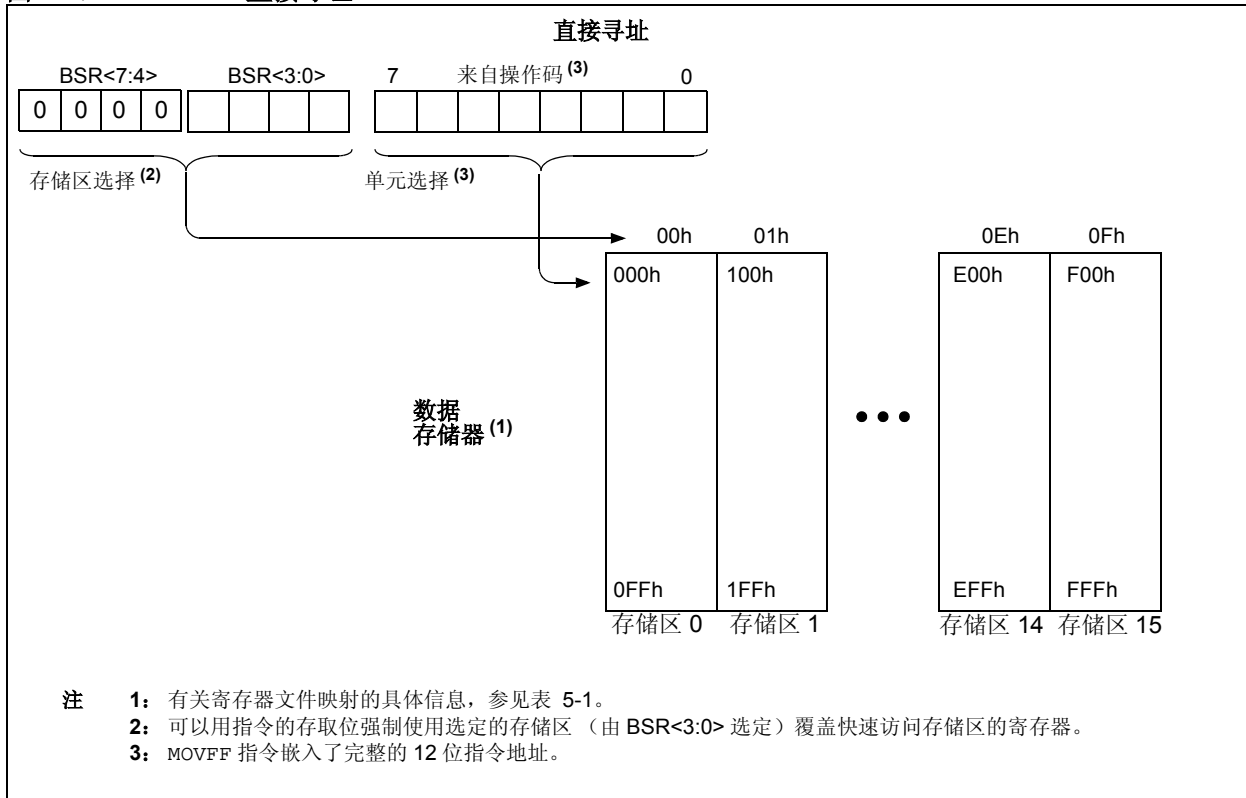 直接寻址
BSR<7:4> BSR<3:0> 7 来自操作码 (3) 0
0 0 0 0
存储区选择 (2) 单元选择 (3)
00h 01h 0Eh 0Fh
000h 100h E00h F00h
数据
存储器 (1)
0FFh 1FFh EFFh FFFh
存储区 0 存储区 1 存储区 14 存储区 15
注 1: 有关寄存器文件映射的具体信息，参见表 5-1。
2: 可以用指令的存取位强制使用选定的存储区 （由 BSR<3:0> 选定）覆盖快速访问存储区的寄存器。
3: MOVFF 指令嵌入了完整的 12 位指令地址。